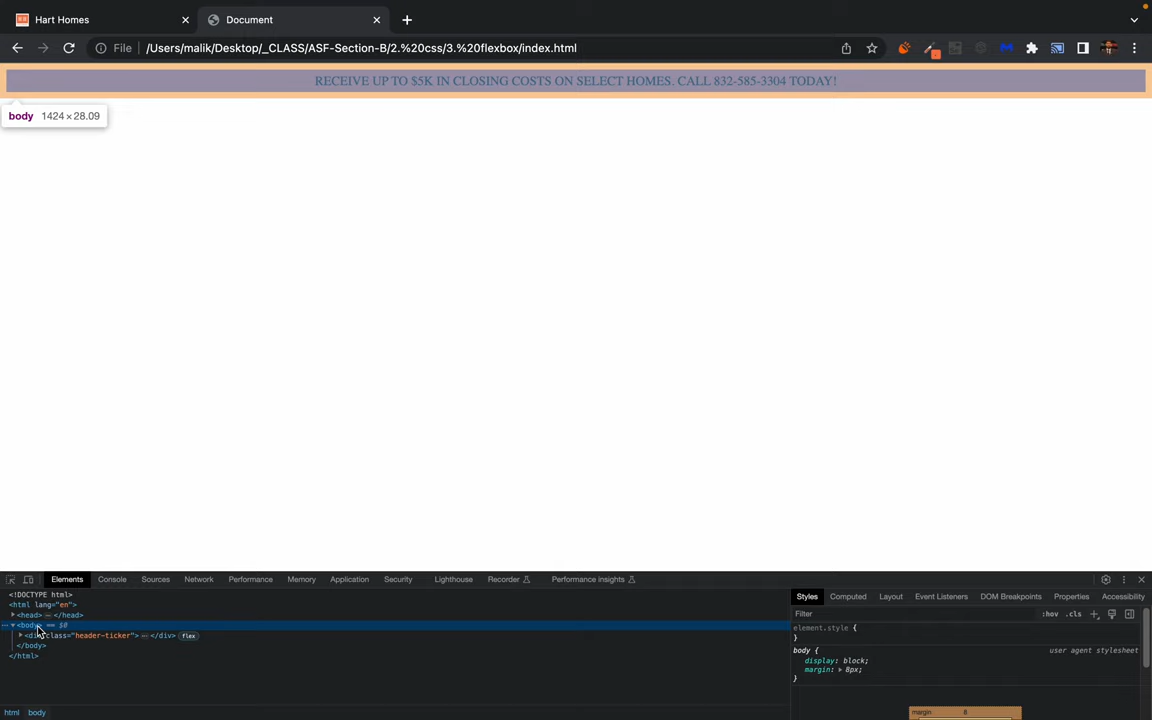 Hart Homes
Document
File
/Users/malik/Desktop/_CLASS/ASF-Section-B/2.%20css/3.%20flexbox/index.html
RECEIVE UP TO $5K IN CLOSING COSTS ON SELECT HOMES. CALL 832-585-3304 TODAY!
body 1424 × 28.09
Elements Console Sources Network Performance Memory Application Security Lighthouse Recorder Performance insights
<!DOCTYPE html>
<html lang="en">
<head> ⋯ </head>
<body> == $0
<div class="header-ticker"> ⋯ </div> flex
</body>
</html>
html body
Styles Computed Layout Event Listeners DOM Breakpoints Properties Accessibility
Filter :hov .cls
element.style {
}
body { user agent stylesheet
display: block;
margin: ▸ 8px;
}
margin 8